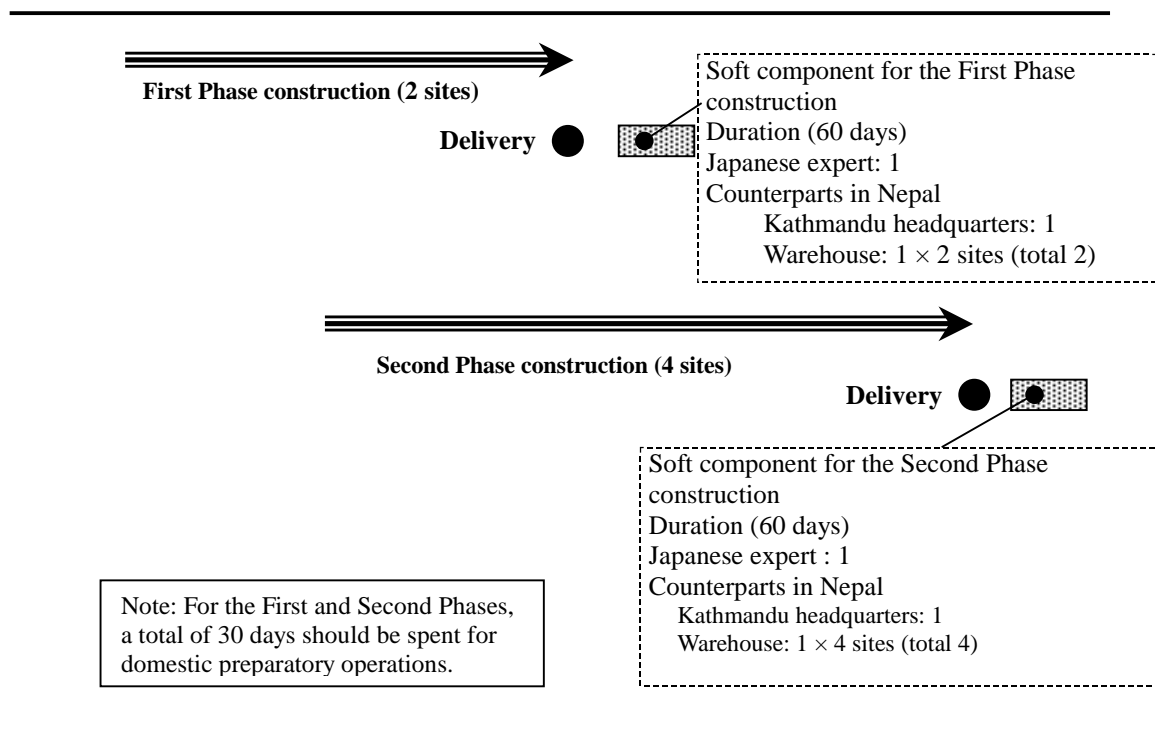 First Phase construction (2 sites)
Delivery
Soft component for the First Phase
construction
Duration (60 days)
Japanese expert: 1
Counterparts in Nepal
Kathmandu headquarters: 1
Warehouse: 1 × 2 sites (total 2)
Second Phase construction (4 sites)
Delivery
Soft component for the Second Phase
construction
Duration (60 days)
Japanese expert : 1
Counterparts in Nepal
Kathmandu headquarters: 1
Warehouse: 1 × 4 sites (total 4)
Note: For the First and Second Phases,
a total of 30 days should be spent for
domestic preparatory operations.